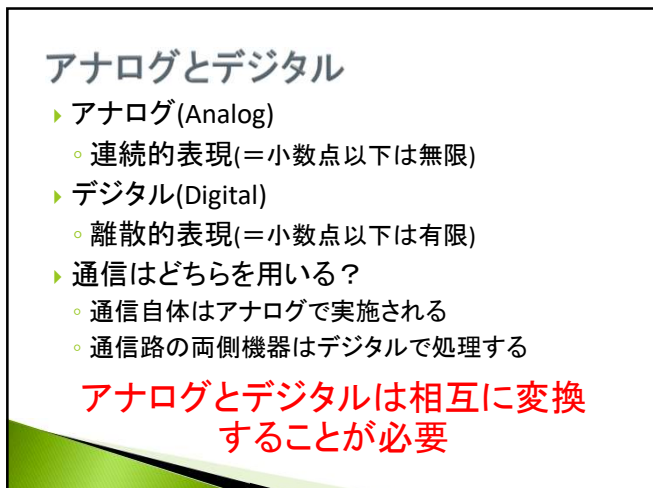 アナログとデジタル
アナログ(Analog)
連続的表現(＝小数点以下は無限)
デジタル(Digital)
離散的表現(＝小数点以下は有限)
通信はどちらを用いる？
通信自体はアナログで実施される
通信路の両側機器はデジタルで処理する
アナログとデジタルは相互に変換
することが必要